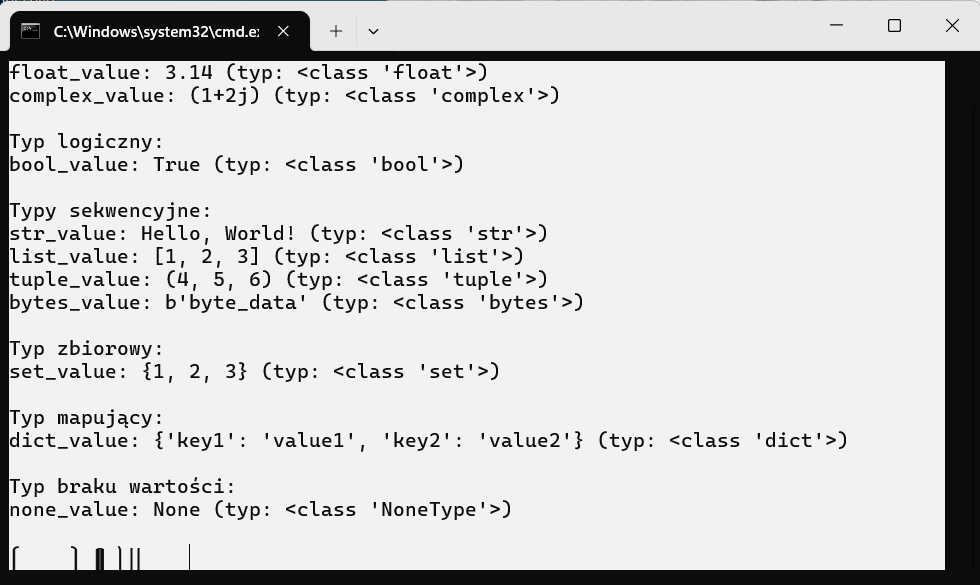 C:\Windows\system32\cmd.e
float_value: 3.14 (typ: <class 'float'>)
complex_value: (1+2j) (typ: <class 'complex'>)
Typ logiczny:
bool_value: True (typ: <class 'bool'>)
Typy sekwencyjne:
str_value: Hello, World! (typ: <class 'str'>)
list_value: [1, 2, 3] (typ: <class 'list'>)
tuple_value: (4, 5, 6) (typ: <class 'tuple'>)
bytes_value: b'byte_data' (typ: <class 'bytes'>)
Typ zbiorowy:
set_value: {1, 2, 3} (typ: <class 'set'>)
Typ mapujący:
dict_value: {'key1': 'value1', 'key2': 'value2'} (typ: <class 'dict'>)
Typ braku wartości:
none_value: None (typ: <class 'NoneType'>)